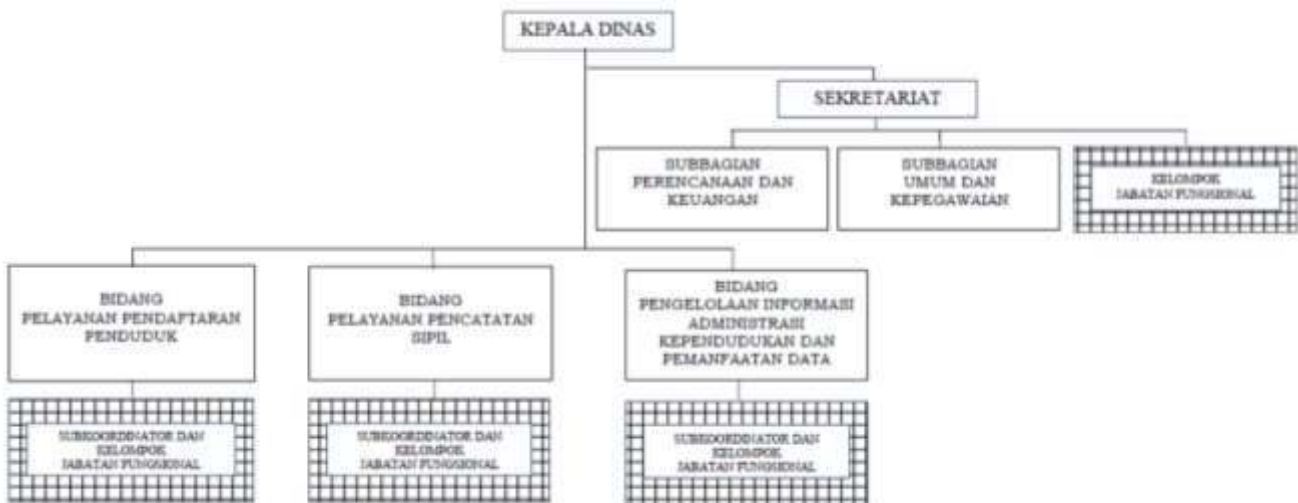 KEPALA DINAS
SEKRETARIAT
SUBBAGIAN
PERENCANAAN DAN
KEUANGAN
SUBBAGIAN
UMUM DAN
KEPEGAWAIAN
KELOMPOK
JABATAN FUNGSIONAL
BIDANG
PELAYANAN PENDAFTARAN
PENDUDUK
BIDANG
PELAYANAN PENCATATAN
SIPIL
BIDANG
PENGELOLAAN INFORMASI
ADMINISTRASI
KEPENDUDUKAN DAN
PEMANFAATAN DATA
SUBKOORDINATOR DAN
KELOMPOK
JABATAN FUNGSIONAL
SUBKOORDINATOR DAN
KELOMPOK
JABATAN FUNGSIONAL
SUBKOORDINATOR DAN
KELOMPOK
JABATAN FUNGSIONAL